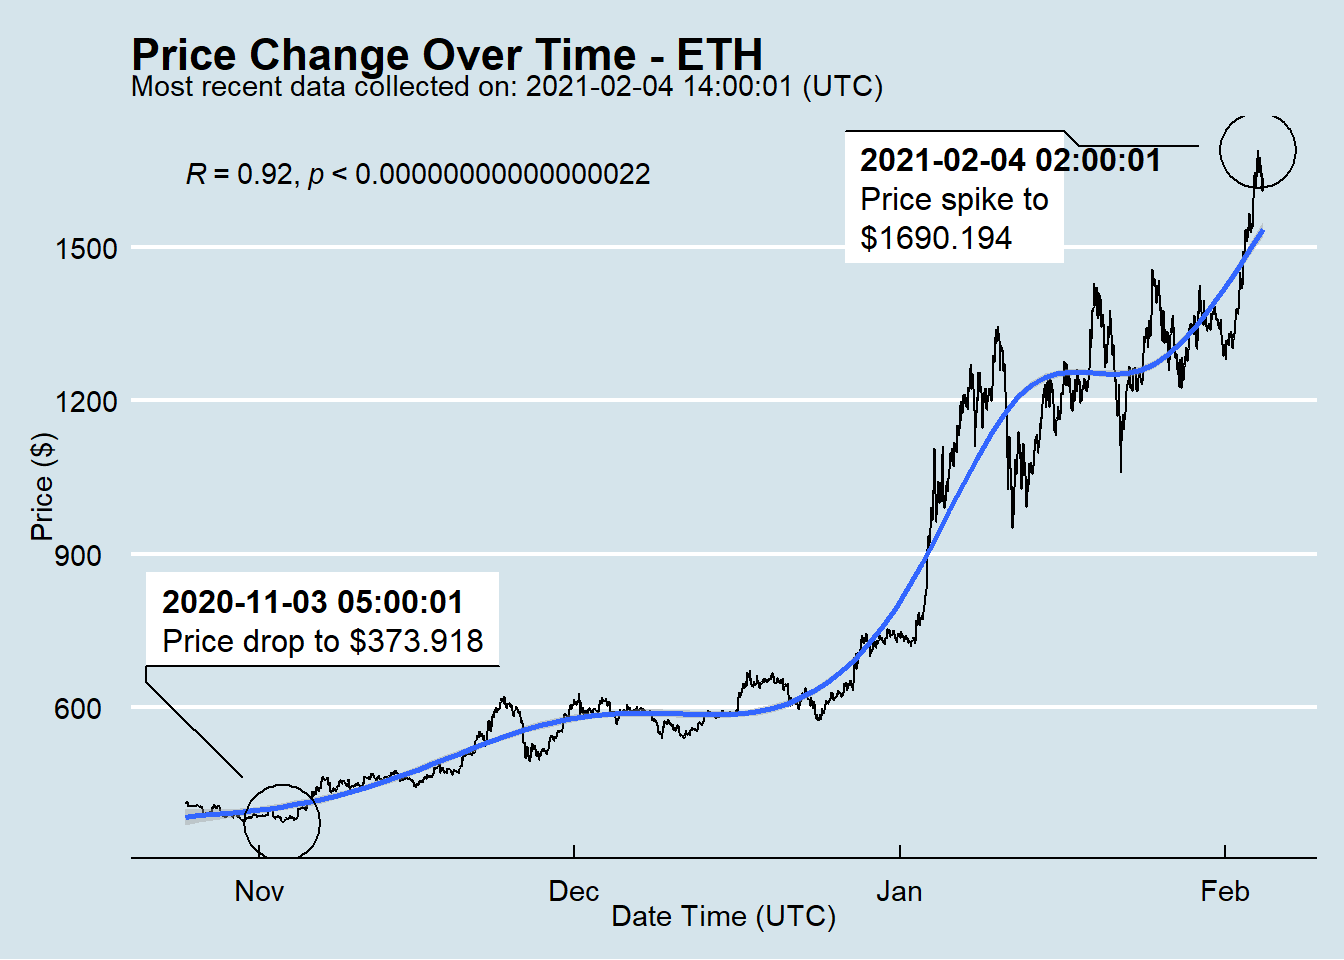 Price Change Over Time - ETH
Most recent data collected on: 2021-02-04 14:00:01 (UTC)
R = 0.92, p < 0.00000000000000022
2021-02-04 02:00:01
Price spike to
$1690.194
1500
1200
900
600
Price ($)
2020-11-03 05:00:01
Price drop to $373.918
Nov
Dec
Jan
Feb
Date Time (UTC)